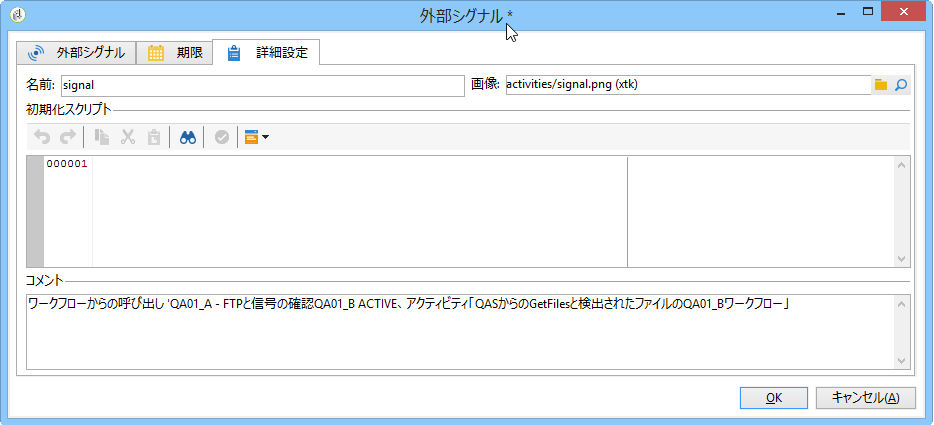 外部シグナル *
外部シグナル 期限 詳細設定
名前: signal 画像: activities/signal.png (xtk)
初期化スクリプト
000001
コメント
ワークフローからの呼び出し 'QA01_A - FTPと信号の確認QA01_B ACTIVE、アクティビティ「QASからのGetFilesと検出されたファイルのQA01_Bワークフロー」
OK キャンセル(A)